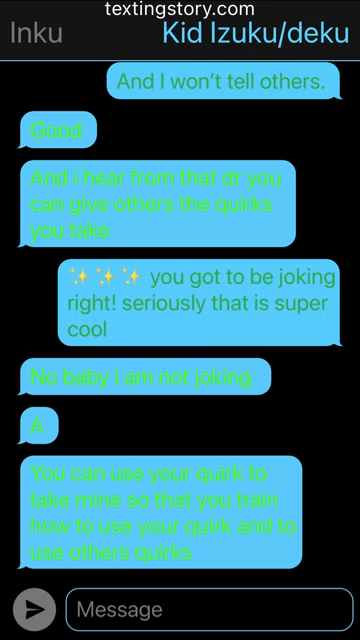 textingstory.com
Inku
Kid Izuku/deku
And I won't tell others.
Good
And i hear from that dr you
can give others the quirks
you take
✨ ✨ ✨ you got to be joking
right! seriously that is super
cool
No baby I am not joking
A
You can use your quirk to
take mine so that you train
how to use your quirk and to
use others quirks
Message